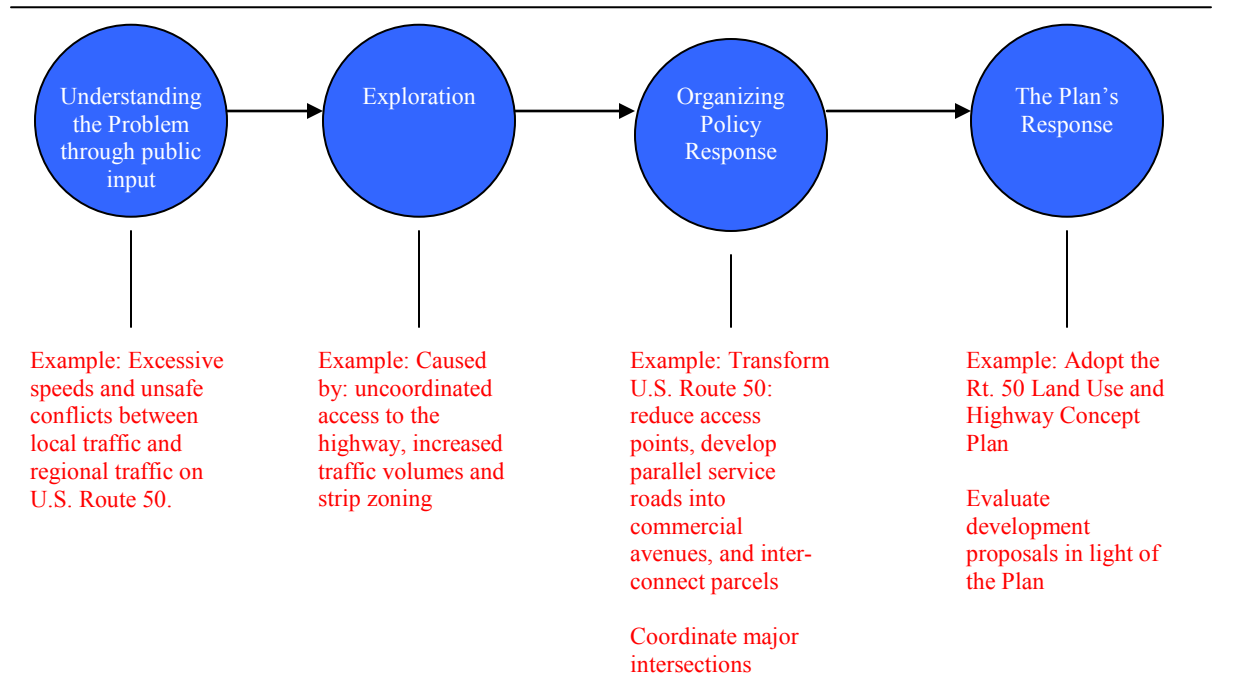 Understanding
the Problem
through public
input
Exploration
Organizing
Policy
Response
The Plan’s
Response
Example: Excessive
speeds and unsafe
conflicts between
local traffic and
regional traffic on
U.S. Route 50.
Example: Caused
by: uncoordinated
access to the
highway, increased
traffic volumes and
strip zoning
Example: Transform
U.S. Route 50:
reduce access
points, develop
parallel service
roads into
commercial
avenues, and inter-
connect parcels
Coordinate major
intersections
Example: Adopt the
Rt. 50 Land Use and
Highway Concept
Plan
Evaluate
development
proposals in light of
the Plan